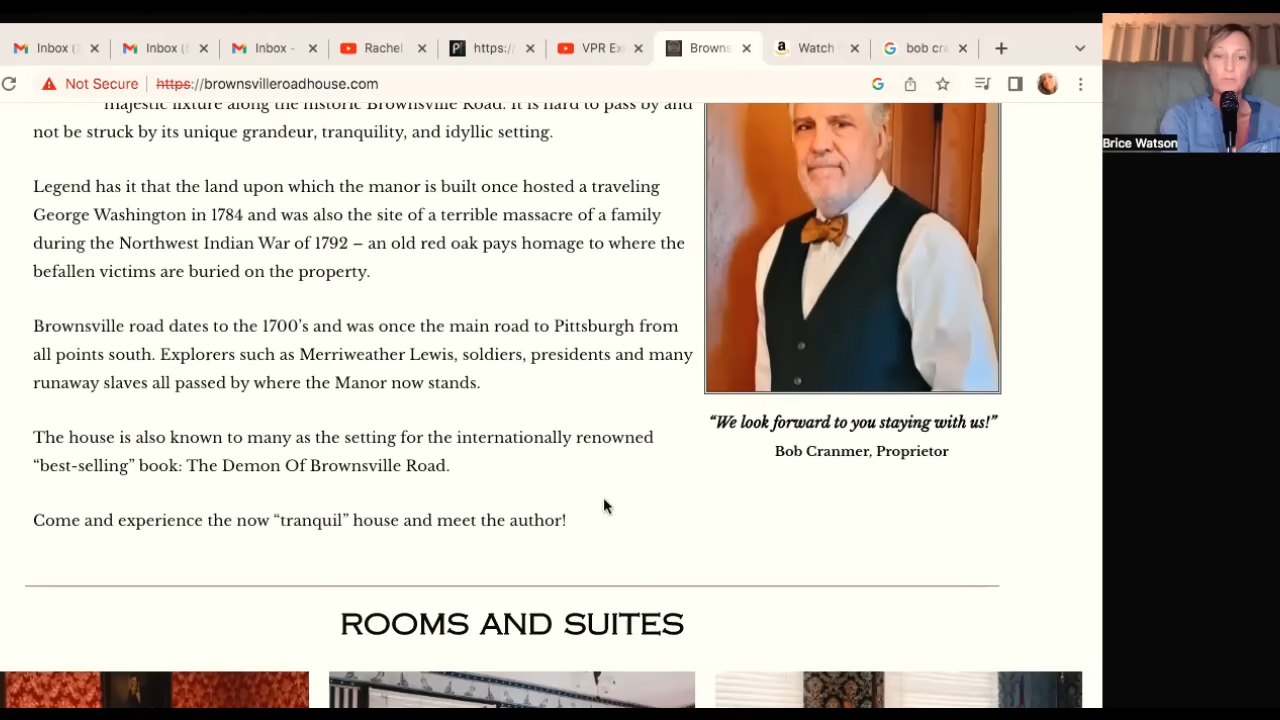 Inbox (
Inbox (
Inbox -
Rachel
https:/
VPR Ex
Browns
Watch
bob cra
Not Secure
https://brownsvilleroadhouse.com
majestic fixture along the historic Brownsville Road. It is hard to pass by and
not be struck by its unique grandeur, tranquility, and idyllic setting.
Legend has it that the land upon which the manor is built once hosted a traveling
George Washington in 1784 and was also the site of a terrible massacre of a family
during the Northwest Indian War of 1792 – an old red oak pays homage to where the
befallen victims are buried on the property.
Brownsville road dates to the 1700's and was once the main road to Pittsburgh from
all points south. Explorers such as Merriweather Lewis, soldiers, presidents and many
runaway slaves all passed by where the Manor now stands.
The house is also known to many as the setting for the internationally renowned
“best-selling” book: The Demon Of Brownsville Road.
Come and experience the now “tranquil” house and meet the author!
“We look forward to you staying with us!”
Bob Cranmer, Proprietor
ROOMS AND SUITES
Brice Watson